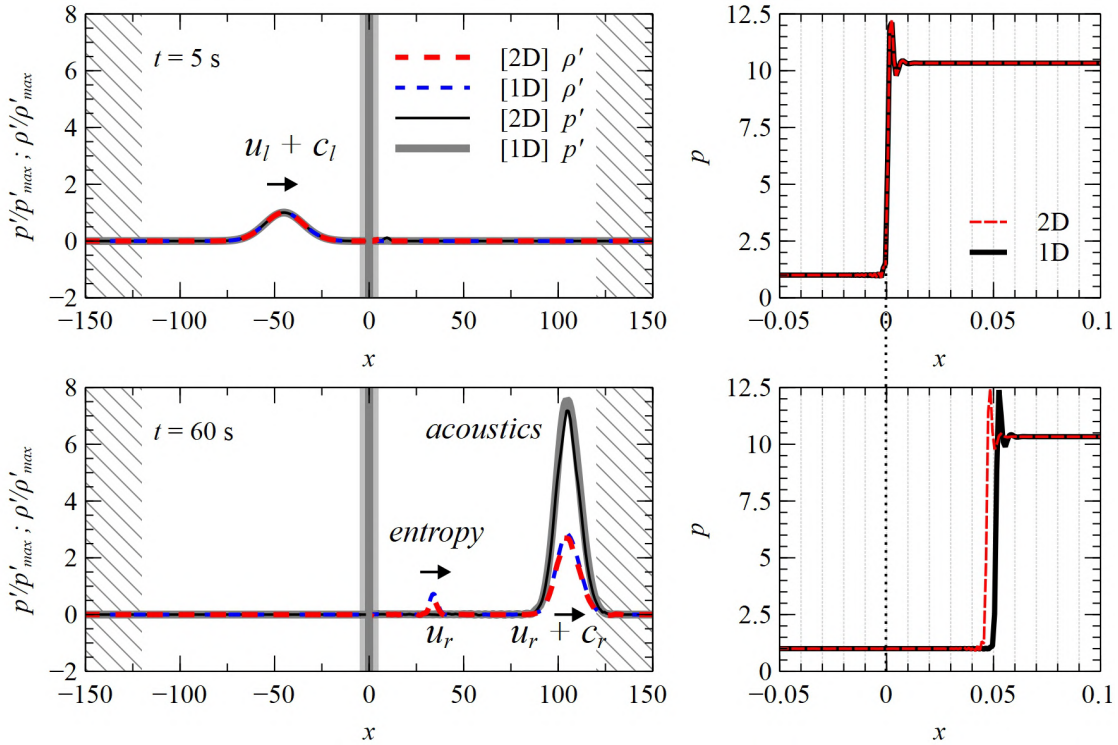 8
6
4
2
0
−2
t = 5 s
[2D] ρ′
[1D] ρ′
[2D] p′
[1D] p′
u_l + c_l
p′/p′_max ; ρ′/ρ′_max
−150 −100 −50 0 50 100 150
x
12.5
10
7.5
5
2.5
0
p
2D
1D
−0.05 0 0.05 0.1
x
8
6
4
2
0
−2
t = 60 s
acoustics
entropy
u_r
u_r + c_r
p′/p′_max ; ρ′/ρ′_max
−150 −100 −50 0 50 100 150
x
12.5
10
7.5
5
2.5
0
p
−0.05 0 0.05 0.1
x